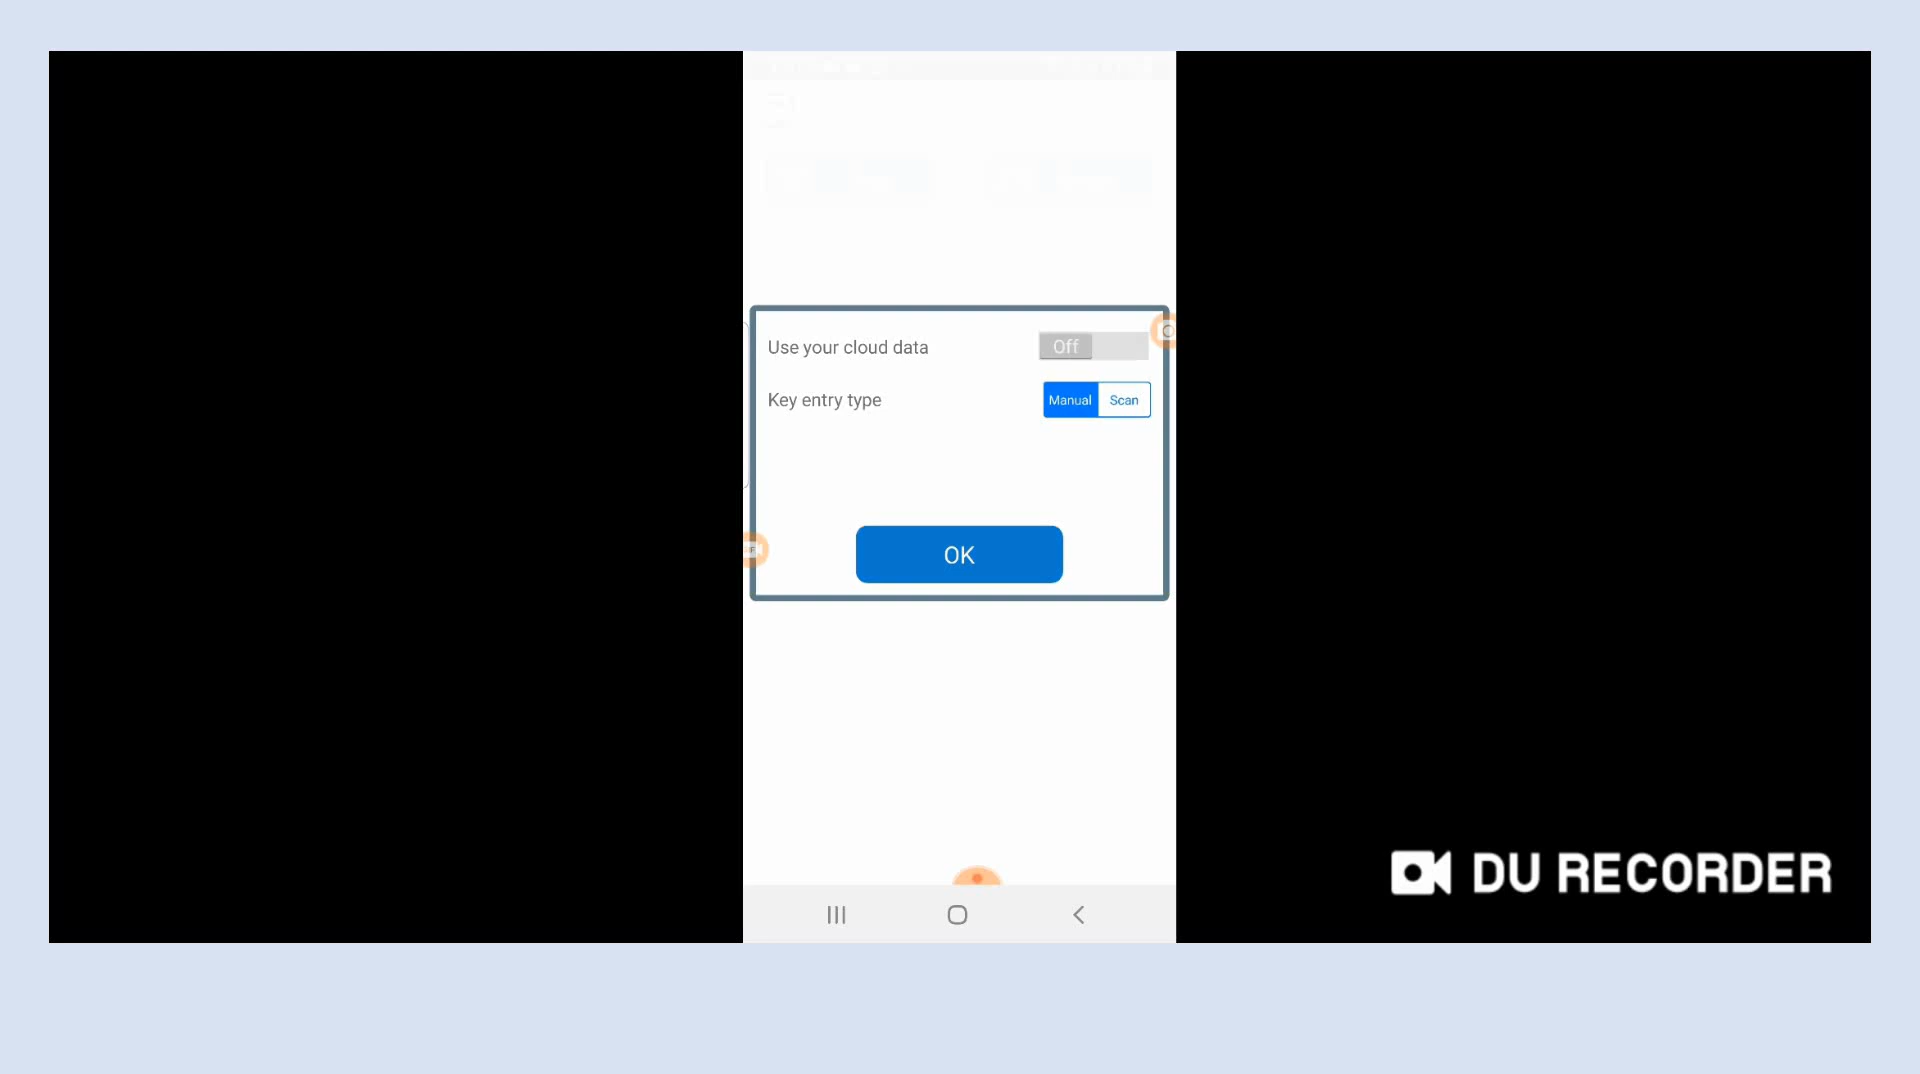 Use your cloud data Off
Key entry type Manual Scan
OK
DU RECORDER